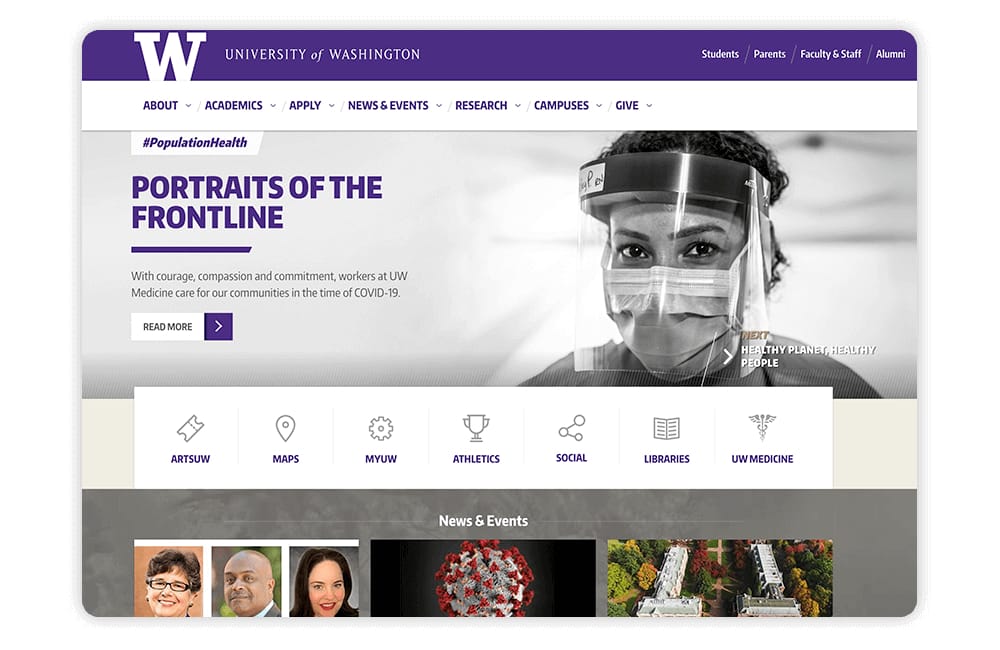 W
UNIVERSITY of WASHINGTON
Students / Parents / Faculty & Staff / Alumni
ABOUT / ACADEMICS / APPLY / NEWS & EVENTS / RESEARCH / CAMPUSES / GIVE
#PopulationHealth
PORTRAITS OF THE
FRONTLINE
With courage, compassion and commitment, workers at UW
Medicine care for our communities in the time of COVID-19.
READ MORE
NEXT
HEALTHY PLANET, HEALTHY
PEOPLE
ARTSUW
MAPS
MYUW
ATHLETICS
SOCIAL
LIBRARIES
UW MEDICINE
News & Events